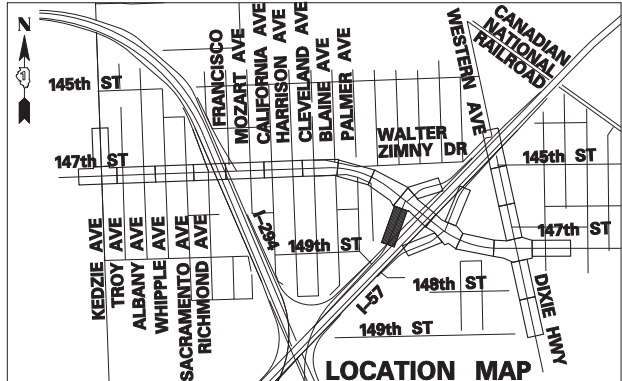 N
145th ST
FRANCISCO
MOZART AVE
CALIFORNIA AVE
HARRISON AVE
CLEVELAND AVE
BLAINE AVE
PALMER AVE
WESTERN AVE
CANADIAN
NATIONAL
RAILROAD
WALTER
ZIMNY DR
147th ST
145th ST
KEDZIE AVE
TROY AVE
ALBANY AVE
WHIPPLE AVE
SACRAMENTO AVE
RICHMOND AVE
I-294
149th ST
147th ST
I-57
148th ST
149th ST
DIXIE HWY
LOCATION MAP